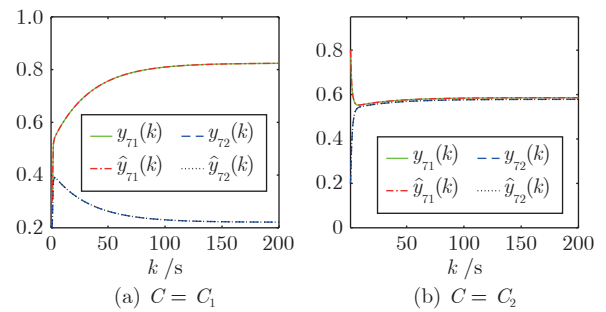 1.0
0.8
0.6
0.4
0.2
y₇₁(k) y₇₂(k)
ŷ₇₁(k) ŷ₇₂(k)
0 50 100 150 200
k /s
(a) C = C₁
0.8
0.6
0.4
0.2
0
y₇₁(k) y₇₂(k)
ŷ₇₁(k) ŷ₇₂(k)
50 100 150 200
k /s
(b) C = C₂